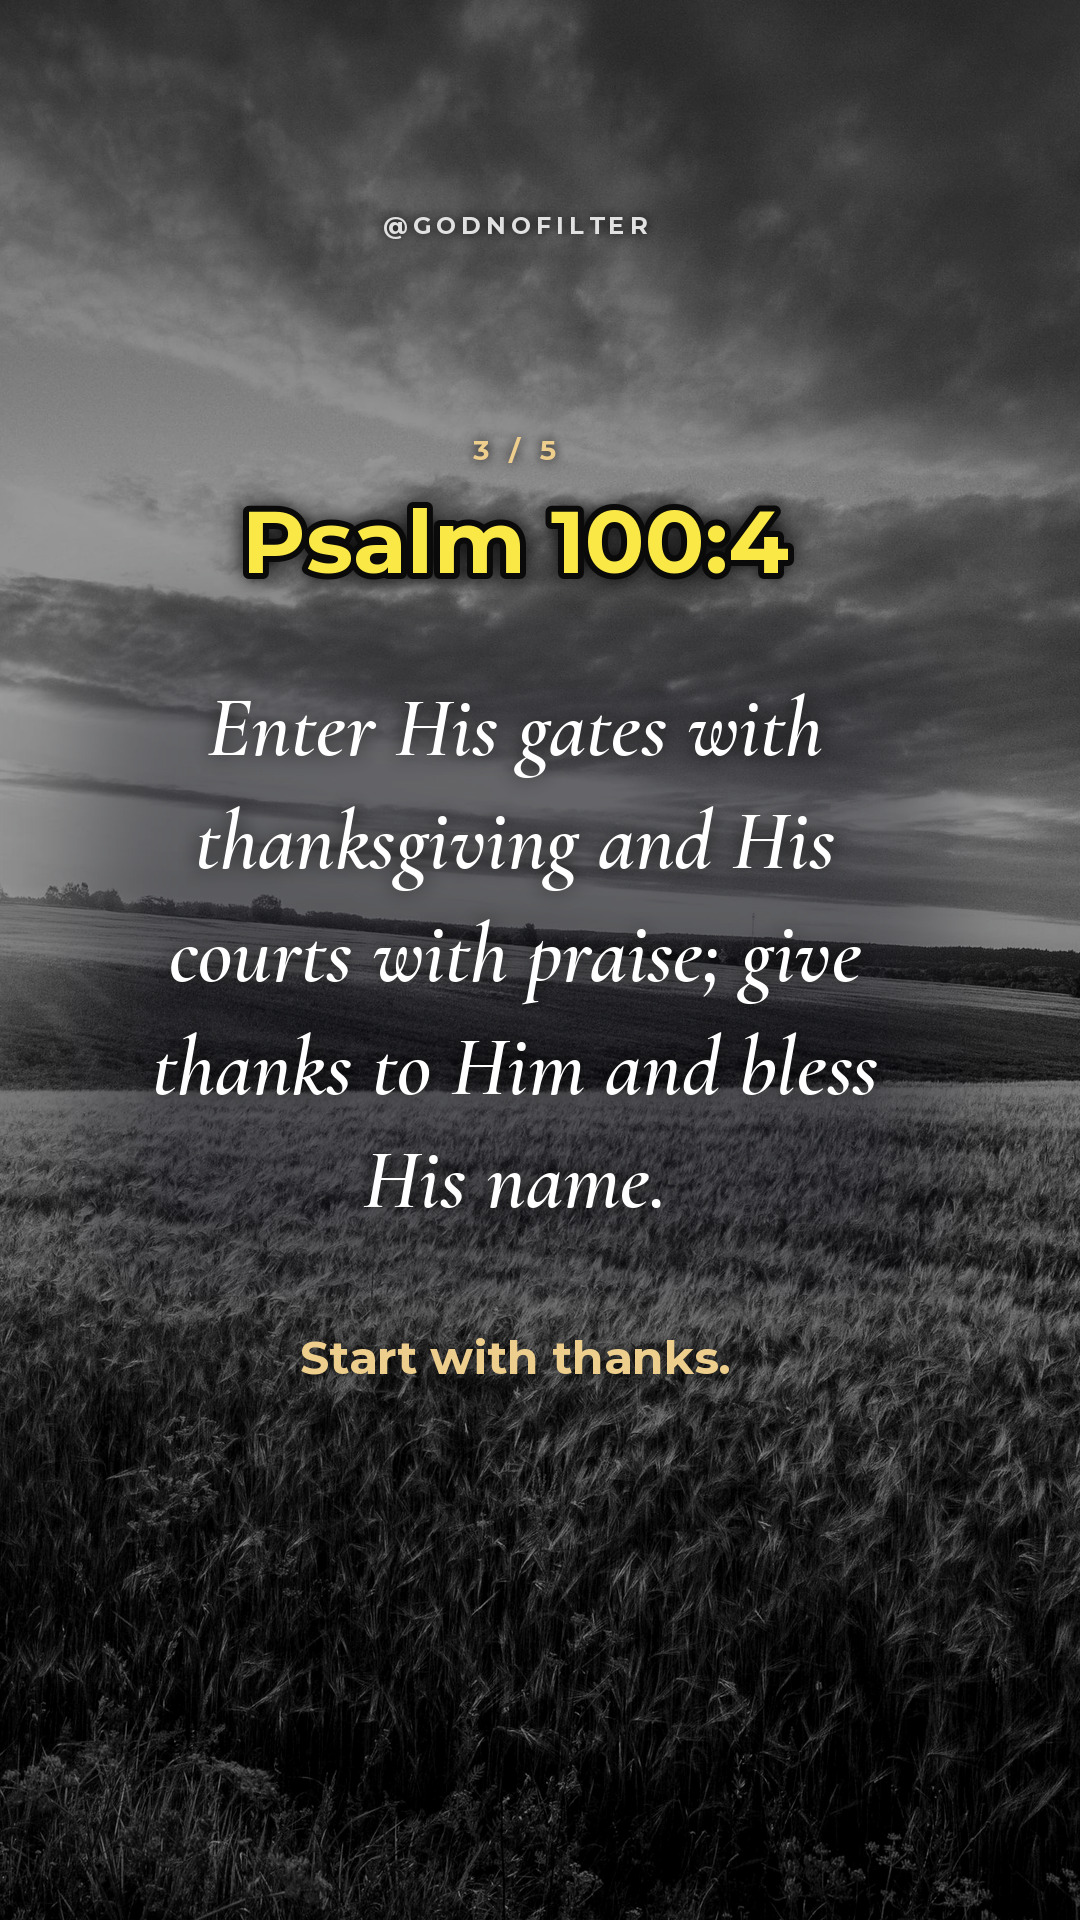 @GODNOFILTER
3 / 5
Psalm 100:4
Enter His gates with
thanksgiving and His
courts with praise; give
thanks to Him and bless
His name.
Start with thanks.